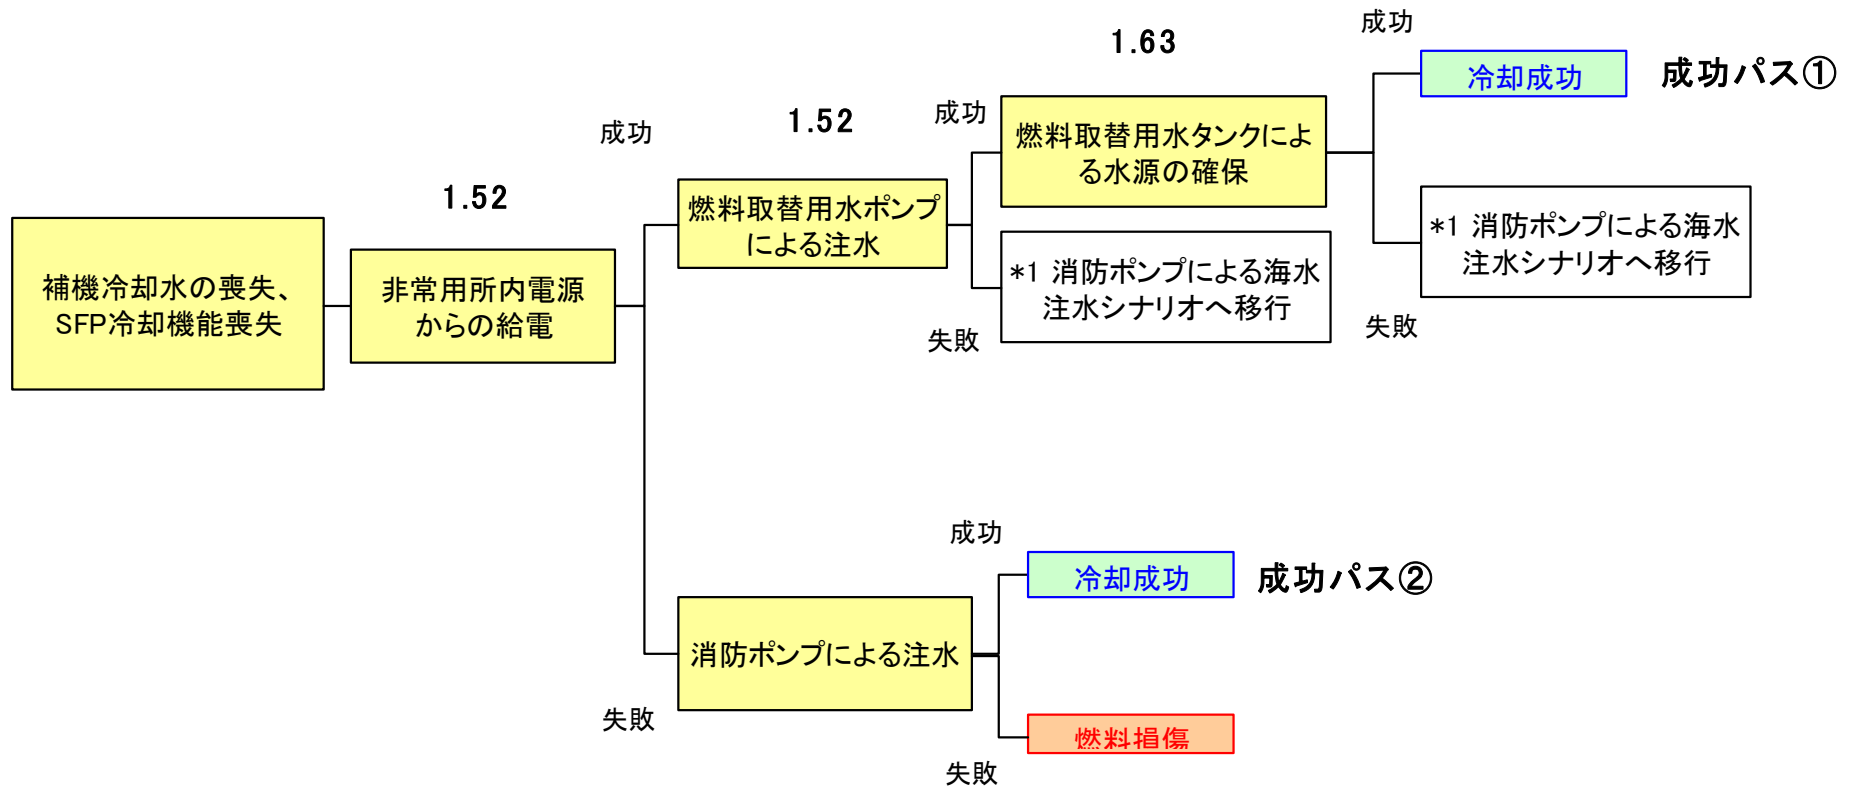 補機冷却水の喪失、
SFP冷却機能喪失
1.52
非常用所内電源
からの給電
成功
1.52
燃料取替用水ポンプ
による注水
成功
1.63
燃料取替用水タンクによ
る水源の確保
成功
冷却成功
成功パス①
*1 消防ポンプによる海水
注水シナリオへ移行
失敗
*1 消防ポンプによる海水
注水シナリオへ移行
失敗
失敗
消防ポンプによる注水
成功
冷却成功
成功パス②
燃料損傷
失敗